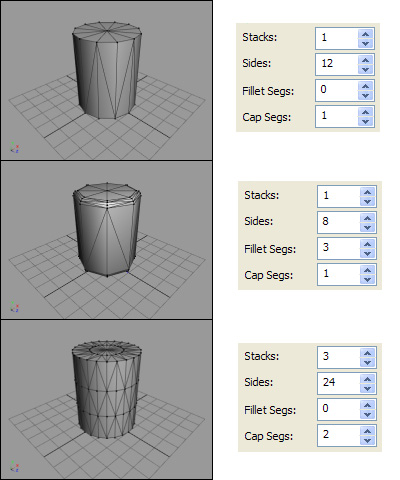 Stacks: 1
Sides: 12
Fillet Segs: 0
Cap Segs: 1
Stacks: 1
Sides: 8
Fillet Segs: 3
Cap Segs: 1
Stacks: 3
Sides: 24
Fillet Segs: 0
Cap Segs: 2